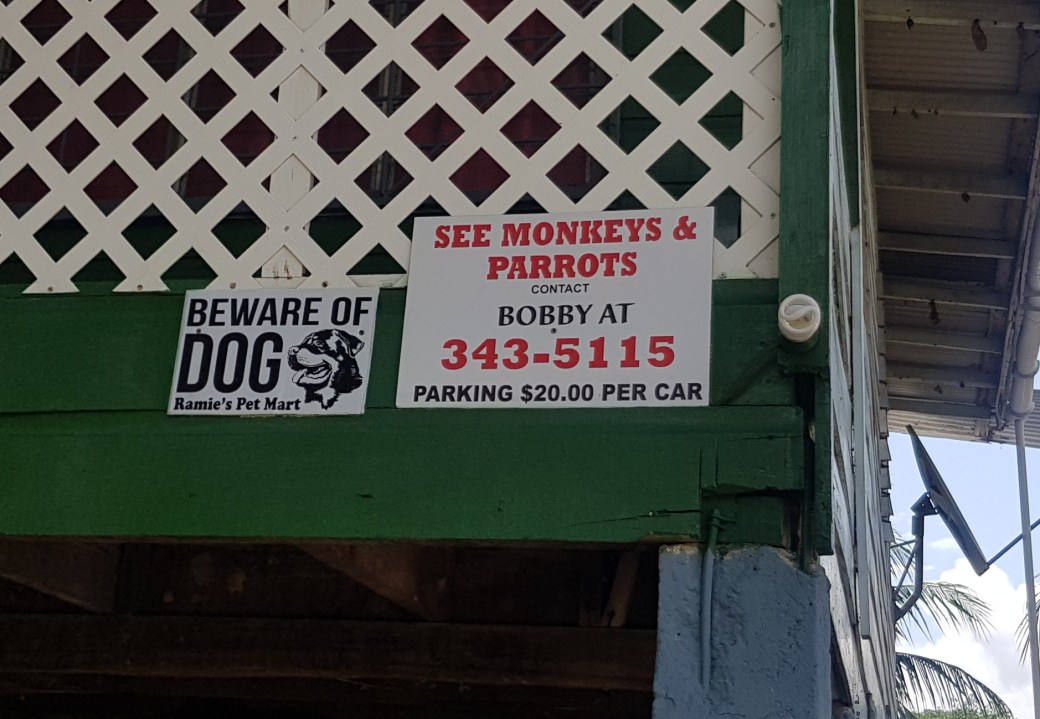 BEWARE OF
DOG
Ramie's Pet Mart
SEE MONKEYS &
PARROTS
CONTACT
BOBBY AT
343-5115
PARKING $20.00 PER CAR